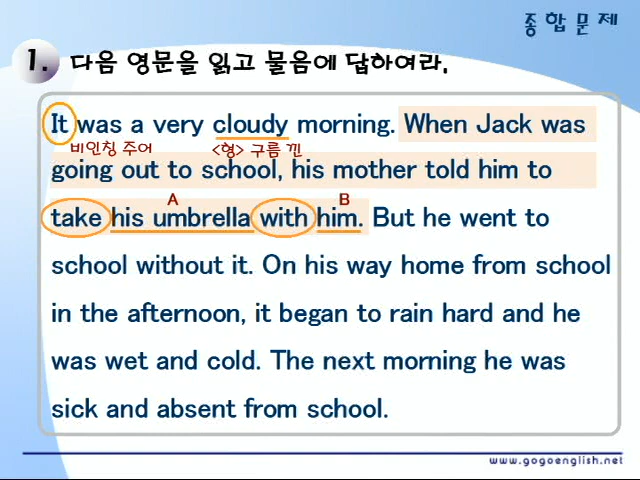 종합문제
1. 다음 영문을 읽고 물음에 답하여라.
It was a very cloudy morning. When Jack was
비인칭 주어 <형> 구름 낀
going out to school, his mother told him to
A B
take his umbrella with him. But he went to
school without it. On his way home from school
in the afternoon, it began to rain hard and he
was wet and cold. The next morning he was
sick and absent from school.
www.gogoenglish.net